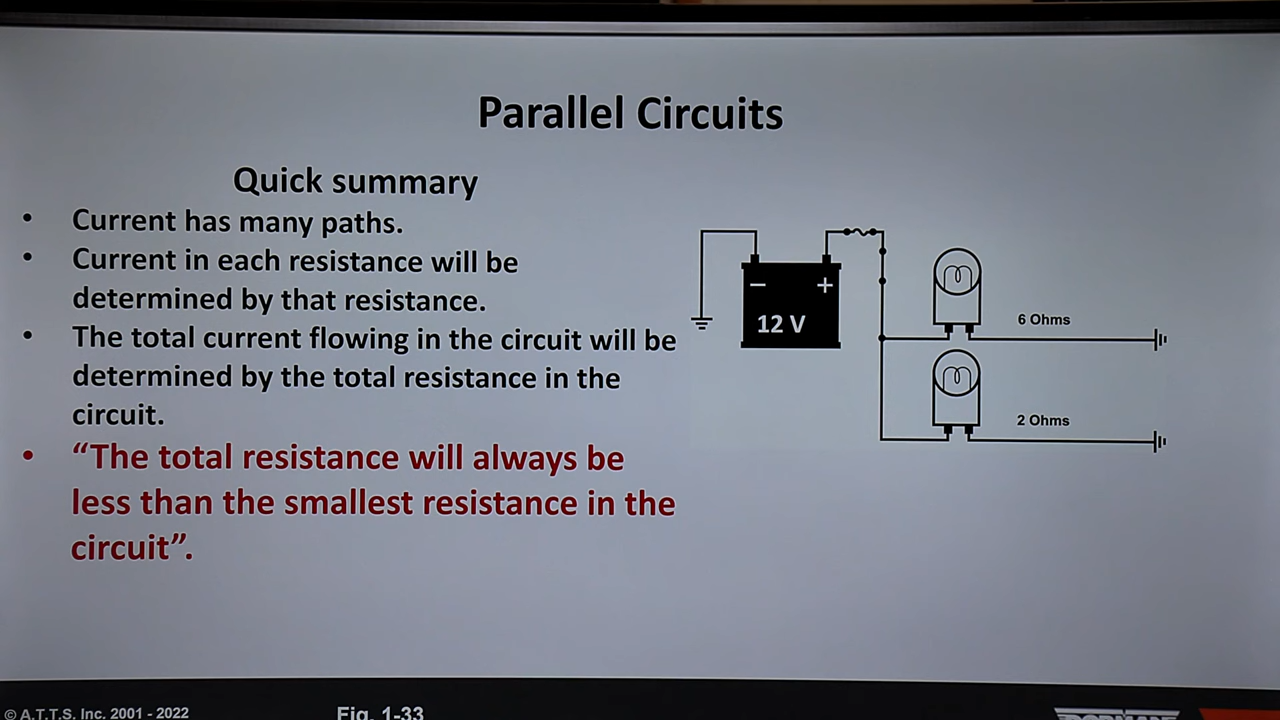 Parallel Circuits
Quick summary
• Current has many paths.
• Current in each resistance will be
determined by that resistance.
• The total current flowing in the circuit will be
determined by the total resistance in the
circuit.
• “The total resistance will always be
less than the smallest resistance in the
circuit”.
− +
12 V
6 Ohms
2 Ohms
© A.T.T.S. Inc. 2001 - 2022
Fig. 1-33